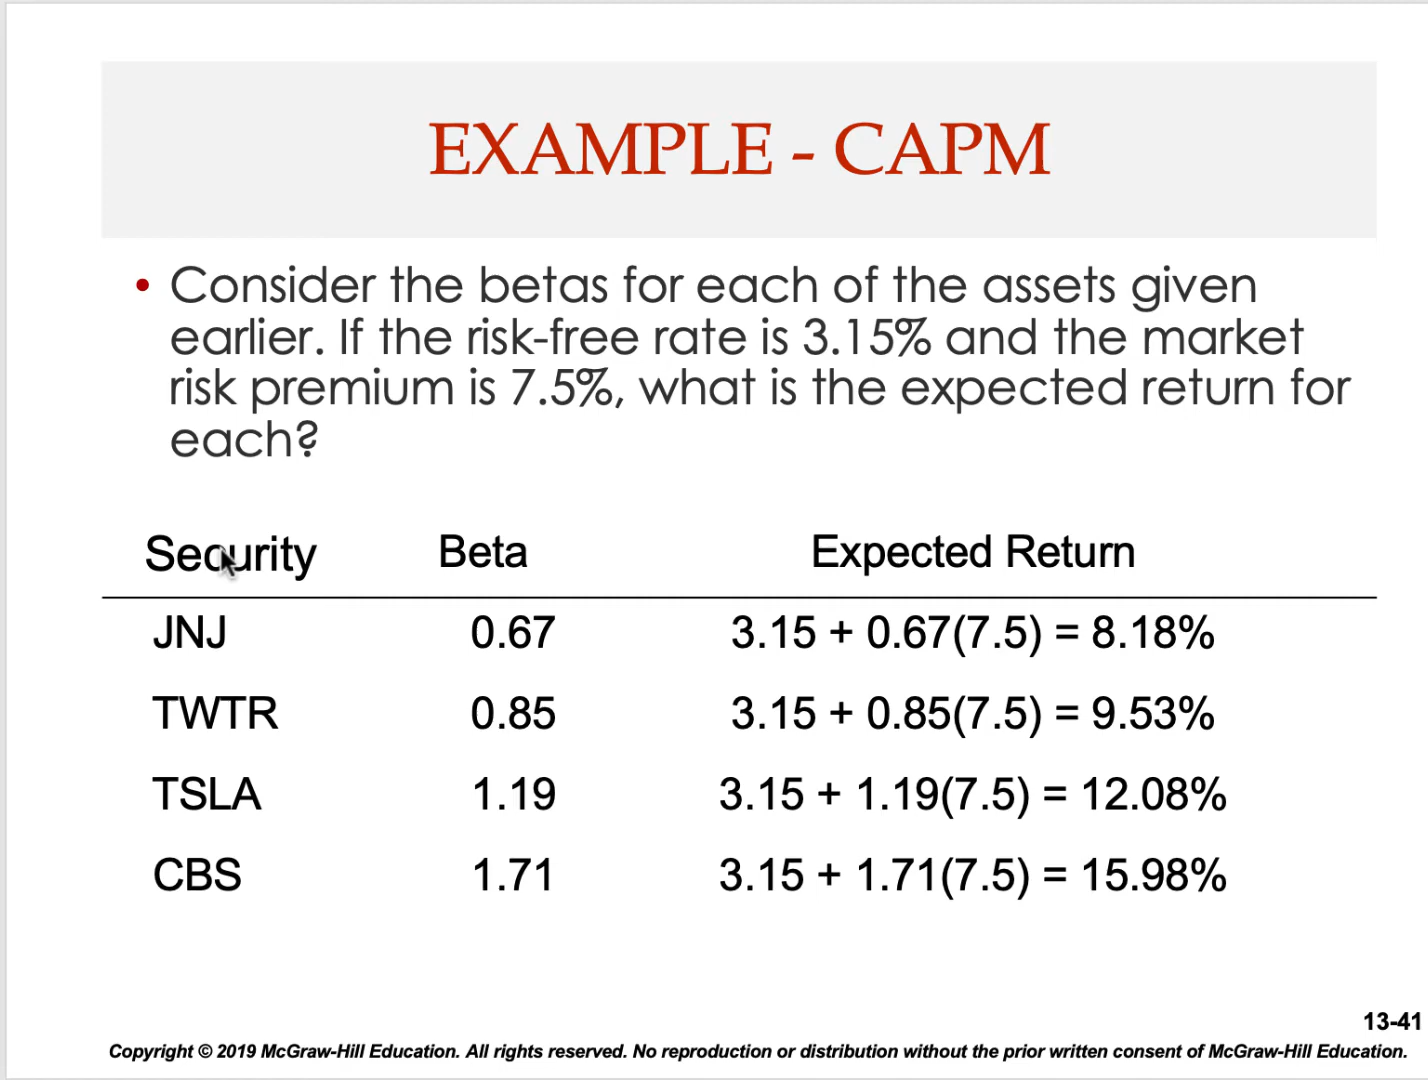 EXAMPLE - CAPM
• Consider the betas for each of the assets given
earlier. If the risk-free rate is 3.15% and the market
risk premium is 7.5%, what is the expected return for
each?
Security Beta Expected Return
JNJ 0.67 3.15 + 0.67(7.5) = 8.18%
TWTR 0.85 3.15 + 0.85(7.5) = 9.53%
TSLA 1.19 3.15 + 1.19(7.5) = 12.08%
CBS 1.71 3.15 + 1.71(7.5) = 15.98%
13-41
Copyright © 2019 McGraw-Hill Education. All rights reserved. No reproduction or distribution without the prior written consent of McGraw-Hill Education.